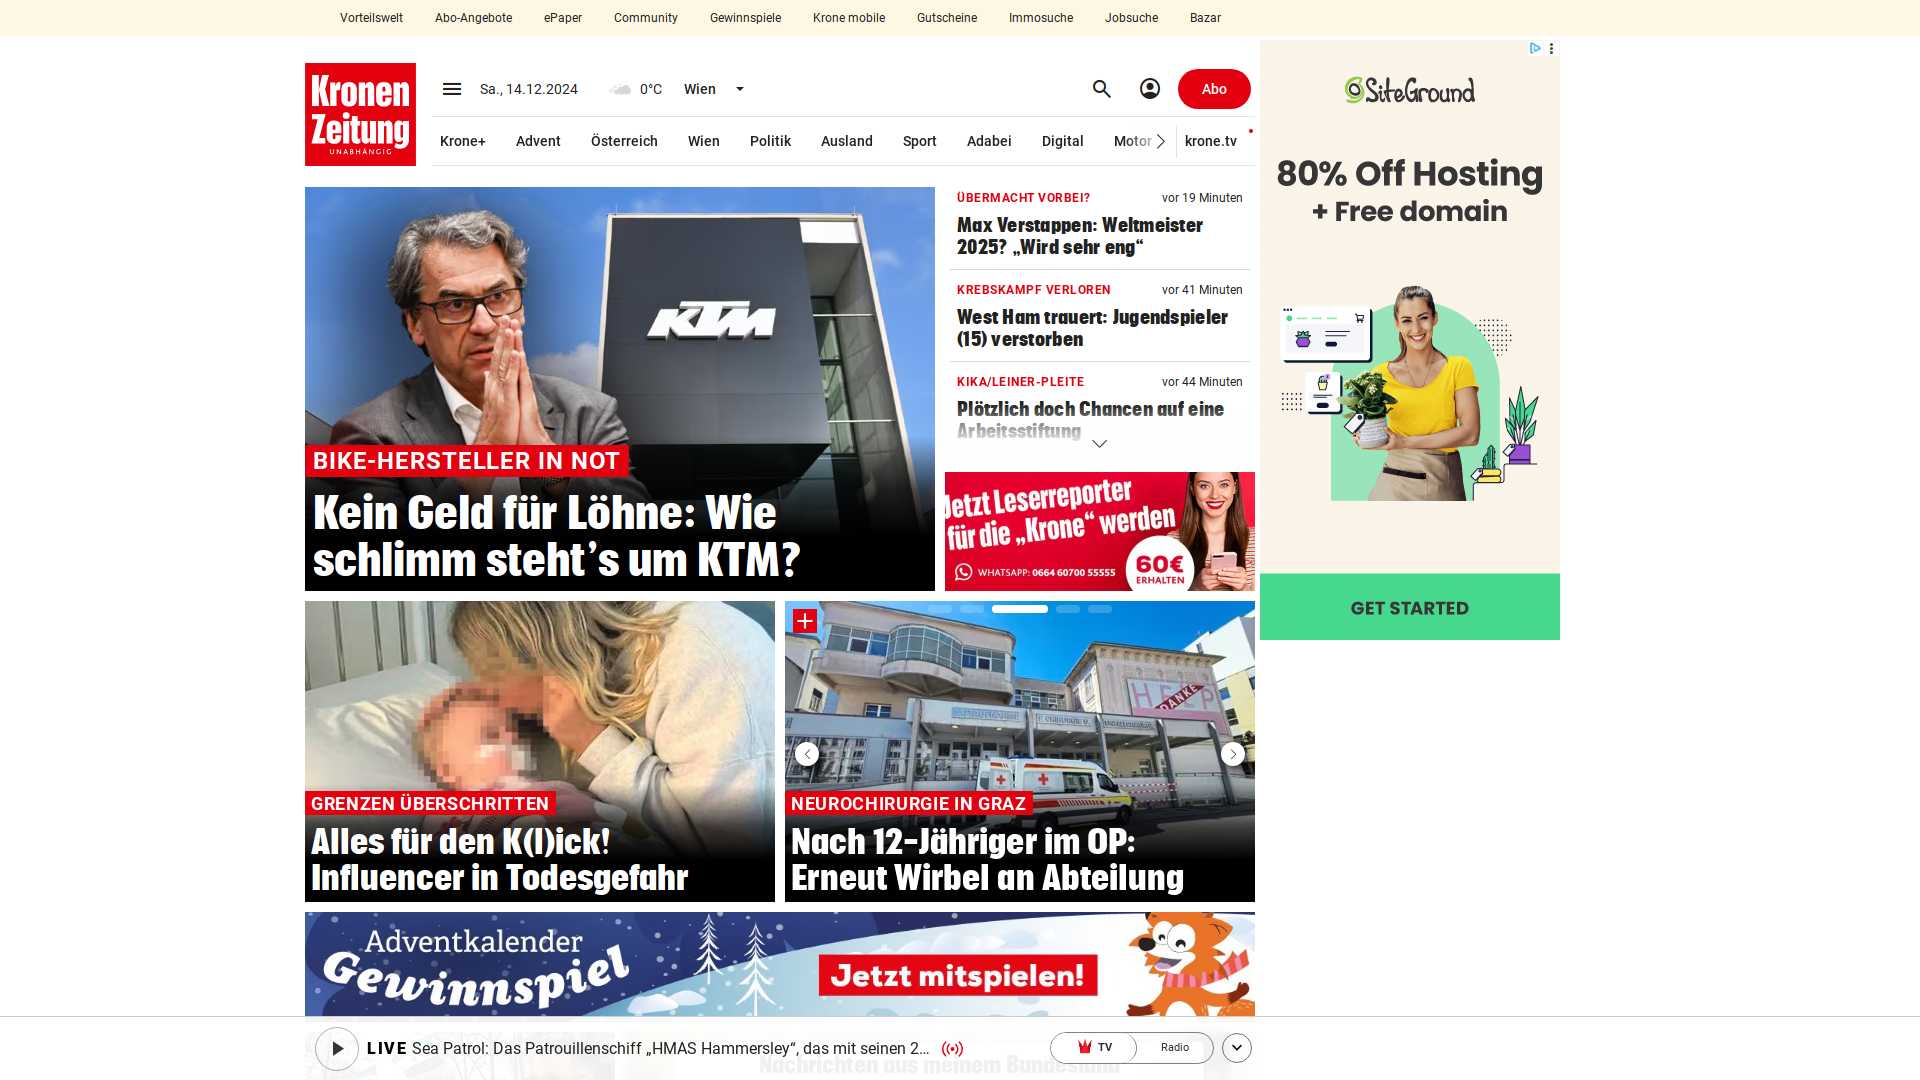 Vorteilswelt Abo-Angebote ePaper Community Gewinnspiele Krone mobile Gutscheine Immosuche Jobsuche Bazar
Kronen
Zeitung
UNABHÄNGIG
Sa., 14.12.2024 0°C Wien
Abo
Krone+ Advent Österreich Wien Politik Ausland Sport Adabei Digital Motor krone.tv
KTM
BIKE-HERSTELLER IN NOT
Kein Geld für Löhne: Wie
schlimm steht’s um KTM?
ÜBERMACHT VORBEI? vor 19 Minuten
Max Verstappen: Weltmeister
2025? „Wird sehr eng“
KREBSKAMPF VERLOREN vor 41 Minuten
West Ham trauert: Jugendspieler
(15) verstorben
KIKA/LEINER-PLEITE vor 44 Minuten
Plötzlich doch Chancen auf eine
Arbeitsstiftung
Jetzt Leserreporter
für die „Krone“ werden
WHATSAPP: 0664 60700 55555
60€
ERHALTEN
SiteGround
80% Off Hosting
+ Free domain
GET STARTED
GRENZEN ÜBERSCHRITTEN
Alles für den K(l)ick!
Influencer in Todesgefahr
HELP
DANKE
NEUROCHIRURGIE IN GRAZ
Nach 12-Jähriger im OP:
Erneut Wirbel an Abteilung
Adventkalender
Gewinnspiel
Jetzt mitspielen!
LIVE Sea Patrol: Das Patrouillenschiff „HMAS Hammersley“, das mit seinen 2...
TV Radio
Nachrichten aus meinem Bundesland